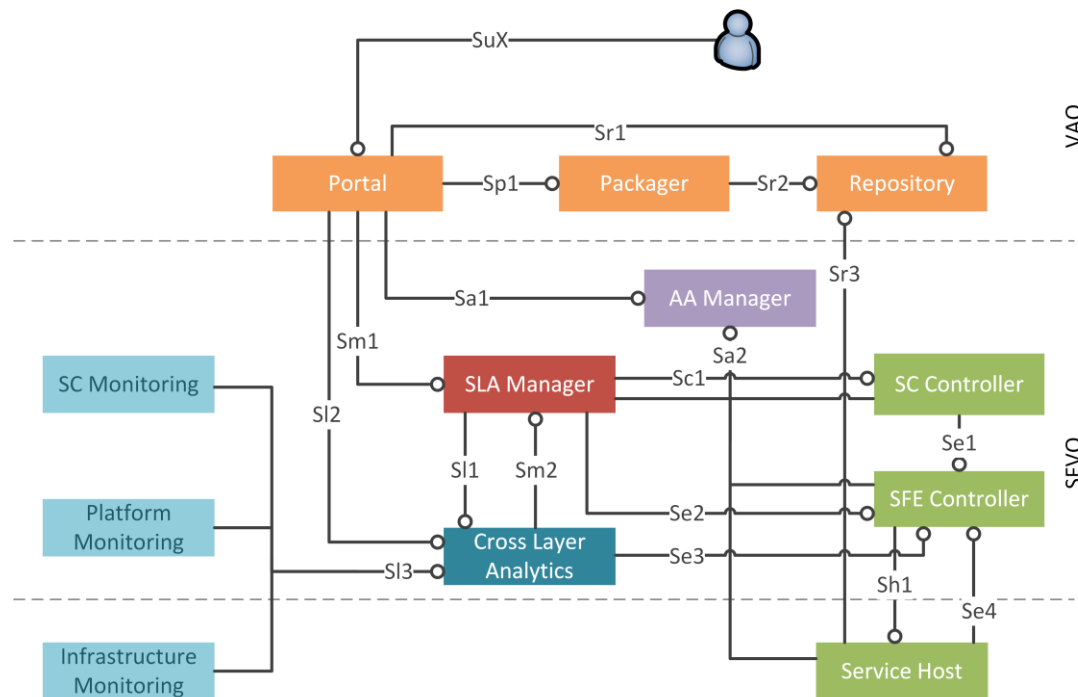 SuX
VAO
Sr1
Portal
Sp1
Packager
Sr2
Repository
Sr3
Sa1
AA Manager
Sm1
Sa2
SC Monitoring
SLA Manager
Sc1
SC Controller
Sl2
Sl1
Sm2
Se1
SEVO
Platform
Monitoring
SFE Controller
Se2
Cross Layer
Analytics
Se3
Sl3
Sh1
Se4
Infrastructure
Monitoring
Service Host